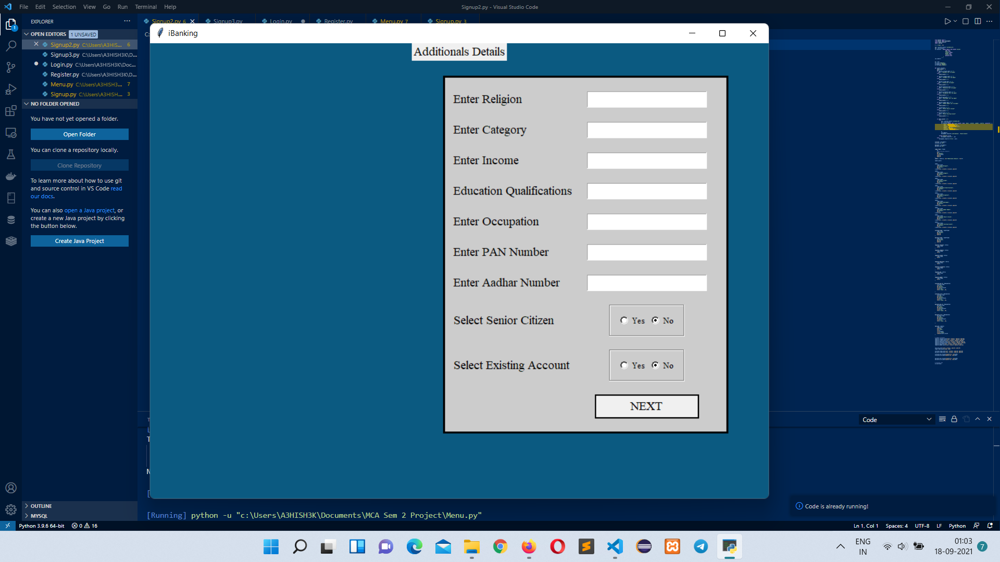 File Edit Selection View Go Run Terminal Help
Signup2.py - Visual Studio Code
EXPLORER
Signup2.py 6
Signup3.py
Login.py
Register.py
Menu.py 7
Signup.py 3
OPEN EDITORS 1 UNSAVED
Signup2.py C:\Users\A3HIS... 6
Signup3.py C:\Users\A3HISH3K\D...
Login.py C:\Users\A3HISH3K\Doc...
Register.py C:\Users\A3HISH3K\D...
Menu.py C:\Users\A3HISH3... 7
Signup.py C:\Users\A3HISH... 3
NO FOLDER OPENED
You have not yet opened a folder.
Open Folder
You can clone a repository locally.
Clone Repository
To learn more about how to use git
and source control in VS Code read
our docs.
You can also open a Java project, or
create a new Java project by clicking
the button below.
Create Java Project
OUTLINE
MYSQL
iBanking
Additionals Details
Enter Religion
Enter Category
Enter Income
Education Qualifications
Enter Occupation
Enter PAN Number
Enter Aadhar Number
Select Senior Citizen Yes No
Select Existing Account Yes No
NEXT
Code
Code is already running!
[Running] python -u "c:\Users\A3HISH3K\Documents\MCA Sem 2 Project\Menu.py"
Python 3.9.6 64-bit 0 16
Ln 1, Col 1 Spaces: 4 UTF-8 LF Python
ENG
IN
01:03
18-09-2021
7